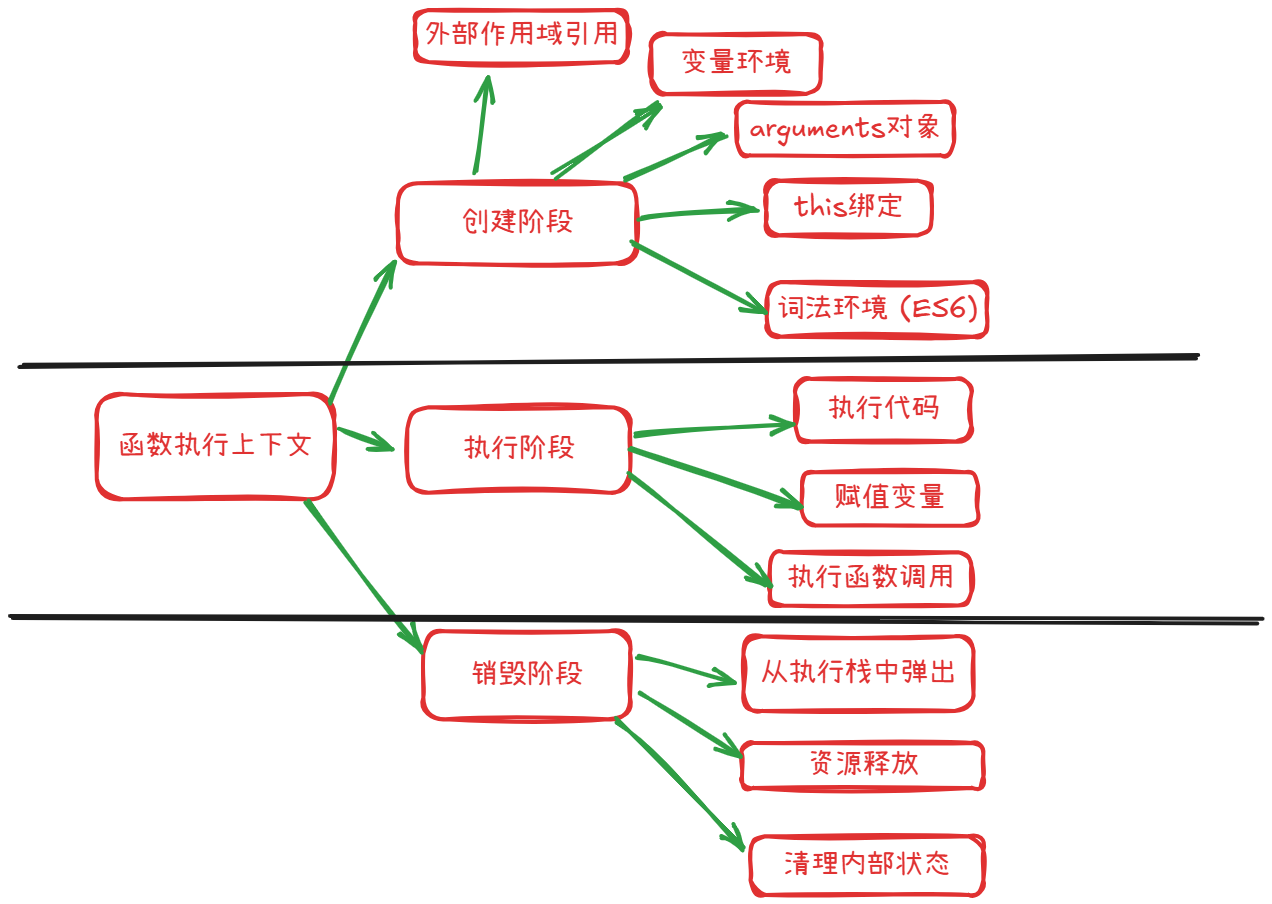 外部作用域引用
变量环境
arguments对象
创建阶段
this绑定
词法环境 (ES6)
函数执行上下文
执行阶段
执行代码
赋值变量
执行函数调用
销毁阶段
从执行栈中弹出
资源释放
清理内部状态